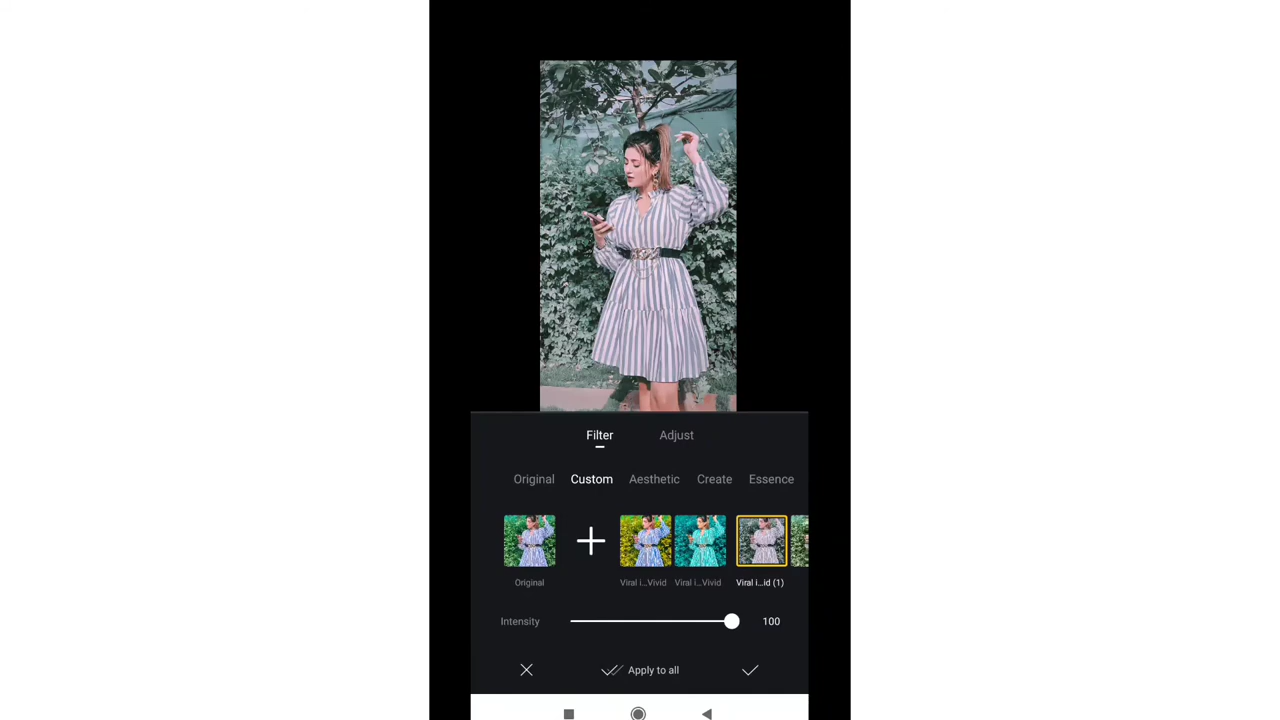 Filter Adjust
Original Custom Aesthetic Create Essence
Original Viral i...Vivid Viral i...Vivid Viral i...id (1)
Intensity 100
Apply to all